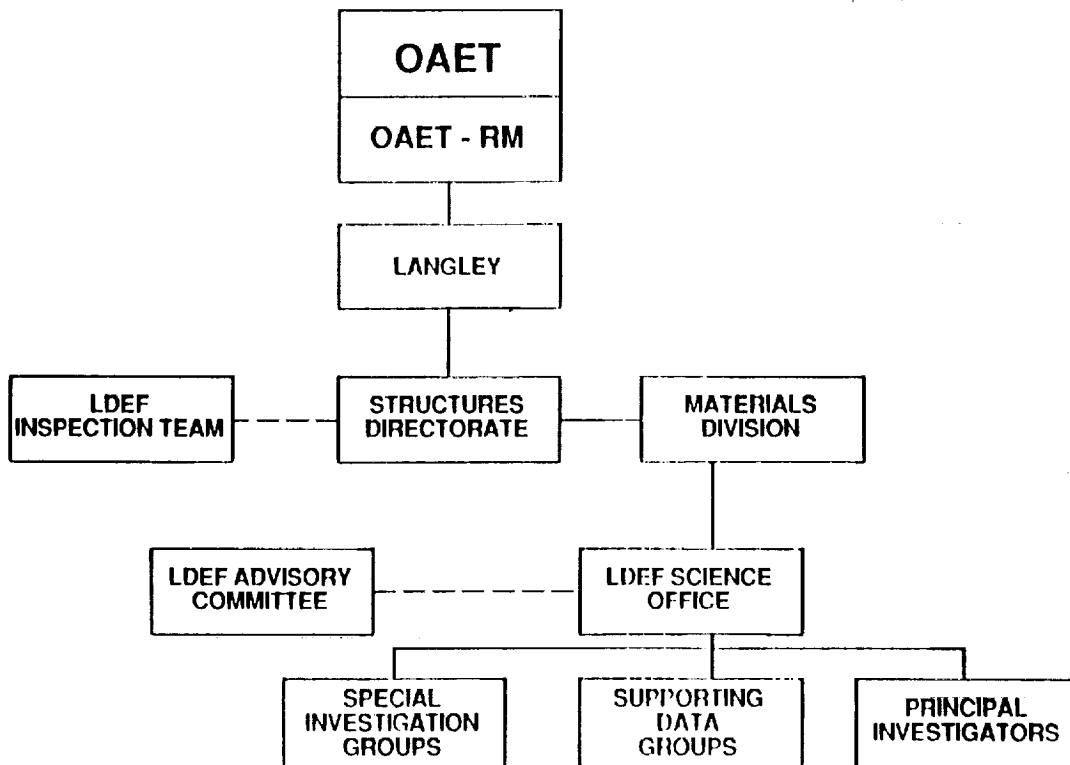 OAET
OAET - RM
LANGLEY
LDEF
INSPECTION TEAM
STRUCTURES
DIRECTORATE
MATERIALS
DIVISION
LDEF ADVISORY
COMMITTEE
LDEF SCIENCE
OFFICE
SPECIAL
INVESTIGATION
GROUPS
SUPPORTING
DATA
GROUPS
PRINCIPAL
INVESTIGATORS